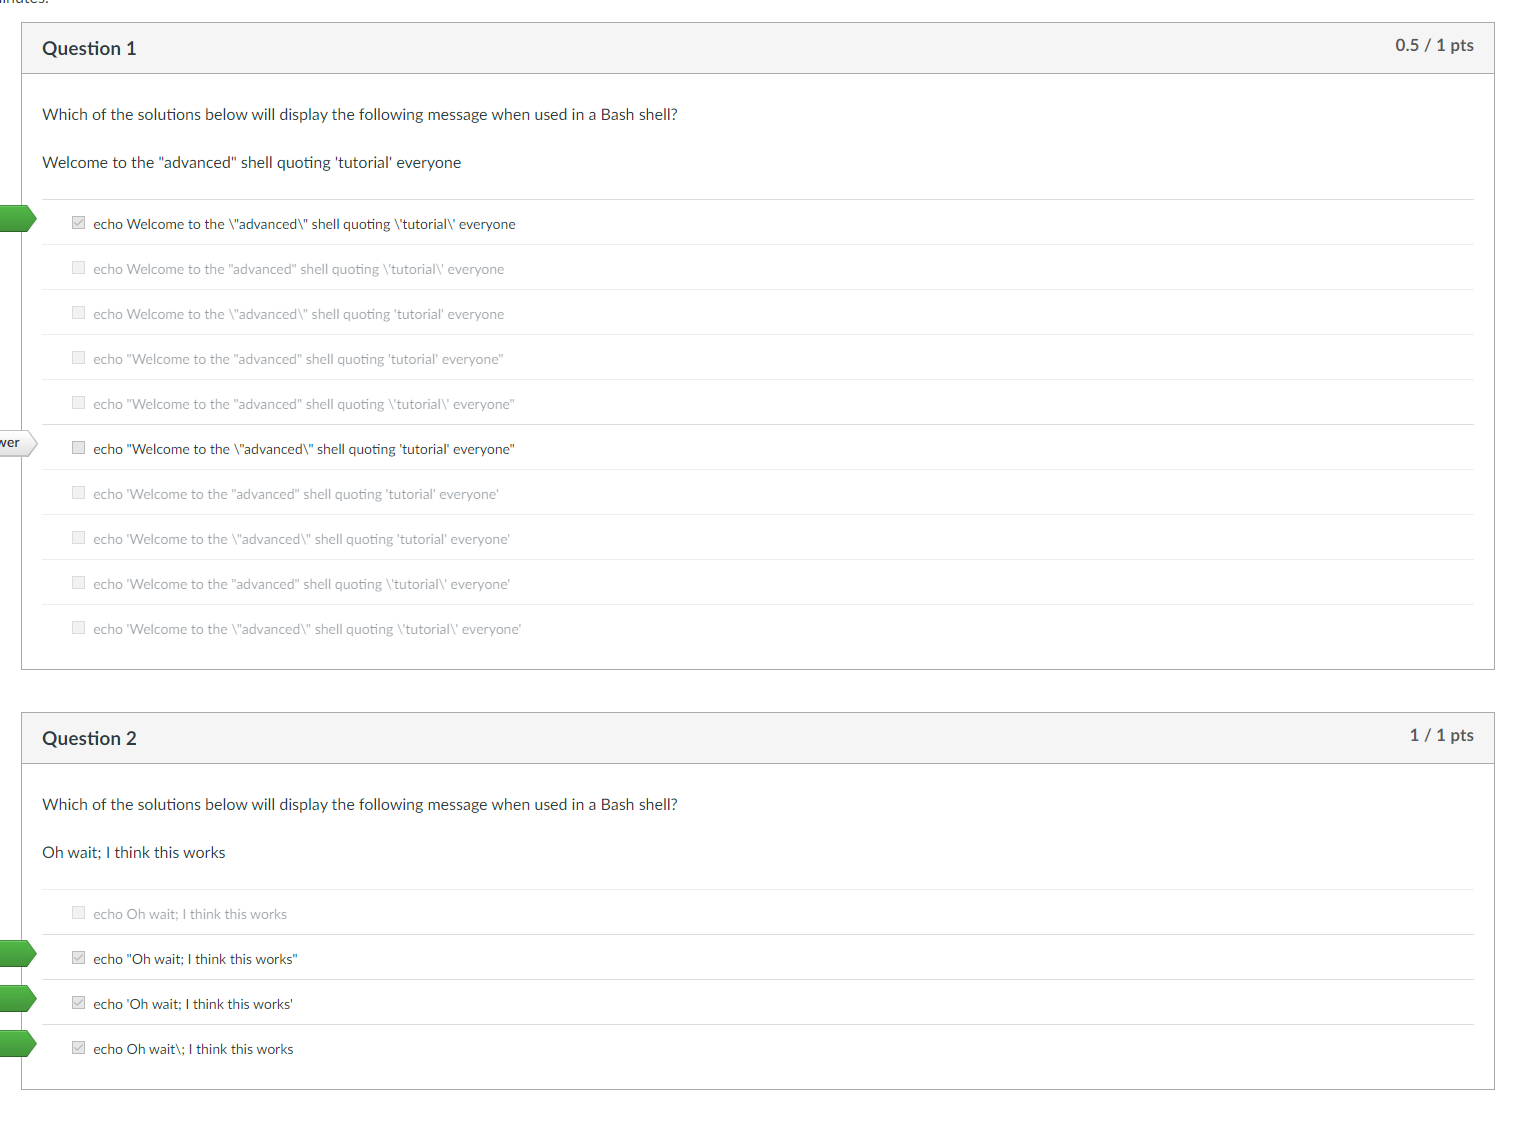 Question 1
0.5 / 1 pts
Which of the solutions below will display the following message when used in a Bash shell?
Welcome to the "advanced" shell quoting 'tutorial' everyone
echo Welcome to the \"advanced\" shell quoting \'tutorial\' everyone
echo Welcome to the "advanced" shell quoting \'tutorial\' everyone
echo Welcome to the \"advanced\" shell quoting 'tutorial' everyone
echo "Welcome to the "advanced" shell quoting 'tutorial' everyone"
echo "Welcome to the "advanced" shell quoting \'tutorial\' everyone"
echo "Welcome to the \"advanced\" shell quoting 'tutorial' everyone"
echo 'Welcome to the "advanced" shell quoting 'tutorial' everyone'
echo 'Welcome to the \"advanced\" shell quoting 'tutorial' everyone'
echo 'Welcome to the "advanced" shell quoting \'tutorial\' everyone'
echo 'Welcome to the \"advanced\" shell quoting \'tutorial\' everyone'
Question 2
1 / 1 pts
Which of the solutions below will display the following message when used in a Bash shell?
Oh wait; I think this works
echo Oh wait; I think this works
echo "Oh wait; I think this works"
echo 'Oh wait; I think this works'
echo Oh wait\; I think this works